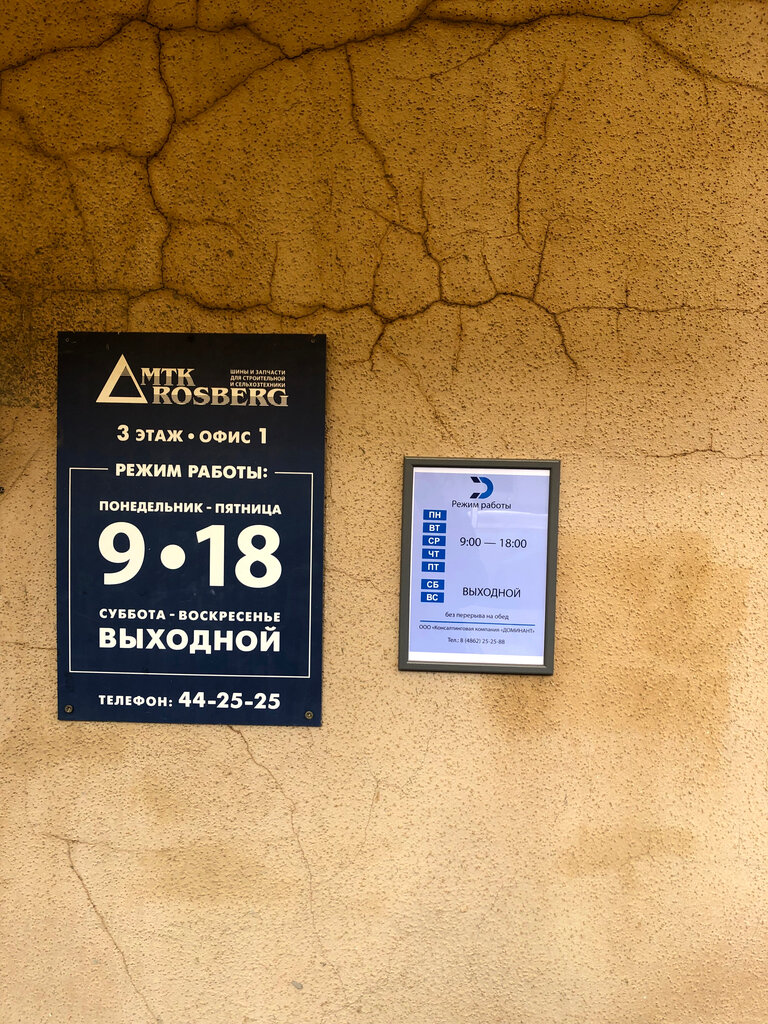 МТК
ROSBERG
ШИНЫ И ЗАПЧАСТИ
ДЛЯ СТРОИТЕЛЬНОЙ
И СЕЛЬХОЗТЕХНИКИ
3 ЭТАЖ • ОФИС 1
РЕЖИМ РАБОТЫ:
ПОНЕДЕЛЬНИК - ПЯТНИЦА
9•18
СУББОТА - ВОСКРЕСЕНЬЕ
ВЫХОДНОЙ
ТЕЛЕФОН: 44-25-25
Режим работы
ПН
ВТ
СР 9:00 — 18:00
ЧТ
ПТ
СБ
ВС ВЫХОДНОЙ
без перерыва на обед
ООО «Консалтинговая компания «ДОМИНАНТ»
Тел.: 8 (4862) 25-25-88